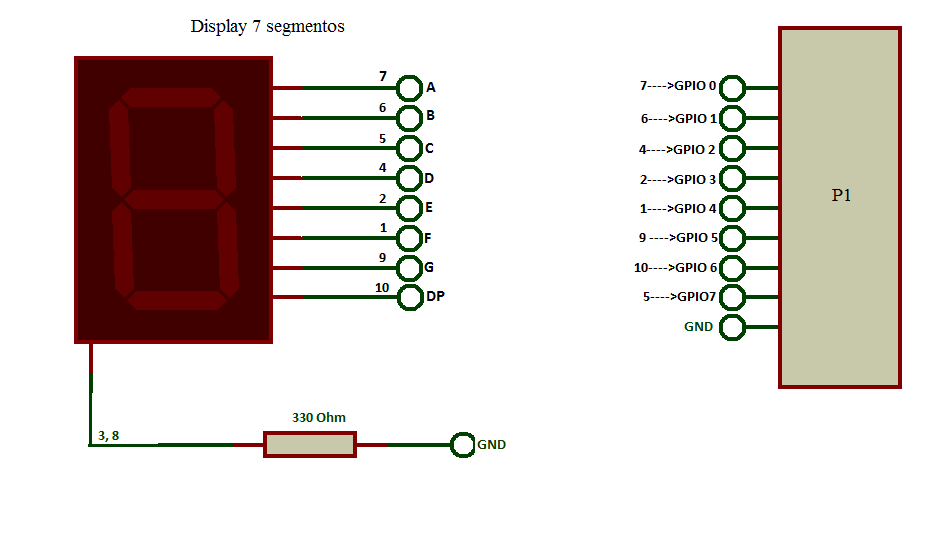 Display 7 segmentos
7
A
6
B
5
C
4
D
2
E
1
F
9
G
10
DP
3, 8
330 Ohm
GND
7---->GPIO 0
6---->GPIO 1
4---->GPIO 2
2---->GPIO 3
1---->GPIO 4
9 ---->GPIO 5
10---->GPIO 6
5---->GPIO7
GND
P1